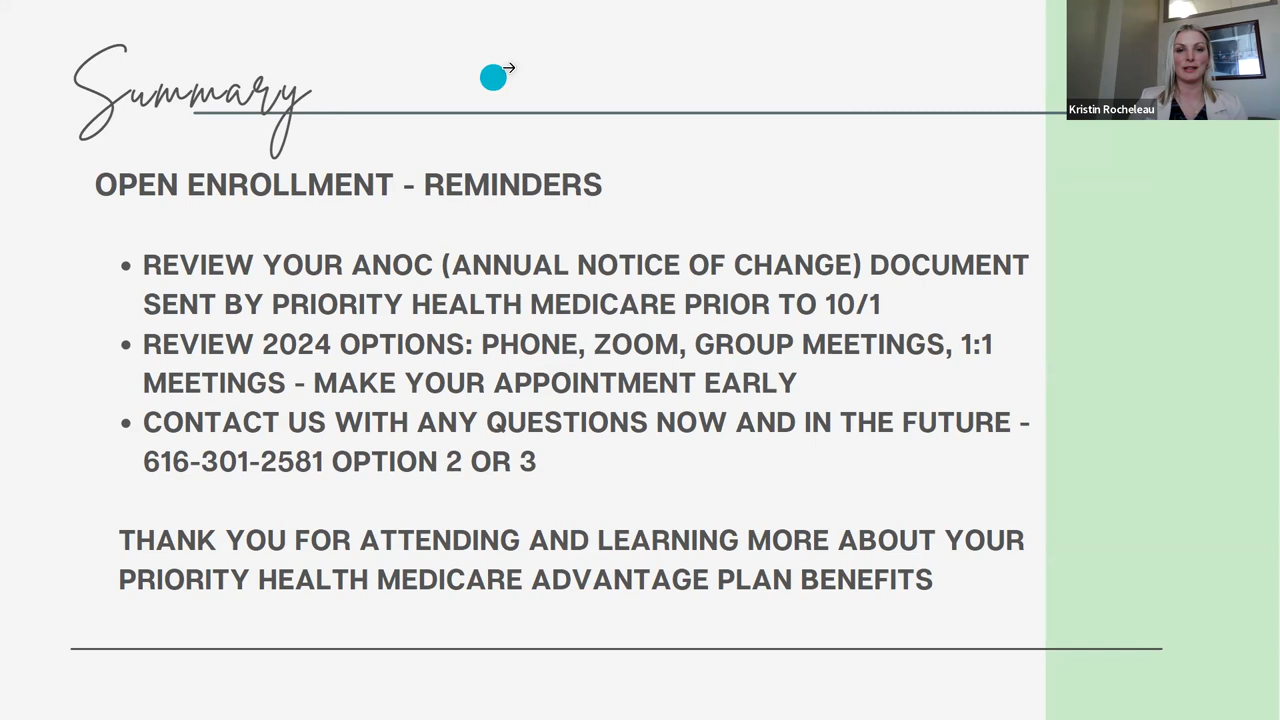 Summary
Kristin Rocheleau
OPEN ENROLLMENT - REMINDERS
• REVIEW YOUR ANOC (ANNUAL NOTICE OF CHANGE) DOCUMENT
SENT BY PRIORITY HEALTH MEDICARE PRIOR TO 10/1
• REVIEW 2024 OPTIONS: PHONE, ZOOM, GROUP MEETINGS, 1:1
MEETINGS - MAKE YOUR APPOINTMENT EARLY
• CONTACT US WITH ANY QUESTIONS NOW AND IN THE FUTURE -
616-301-2581 OPTION 2 OR 3
THANK YOU FOR ATTENDING AND LEARNING MORE ABOUT YOUR
PRIORITY HEALTH MEDICARE ADVANTAGE PLAN BENEFITS